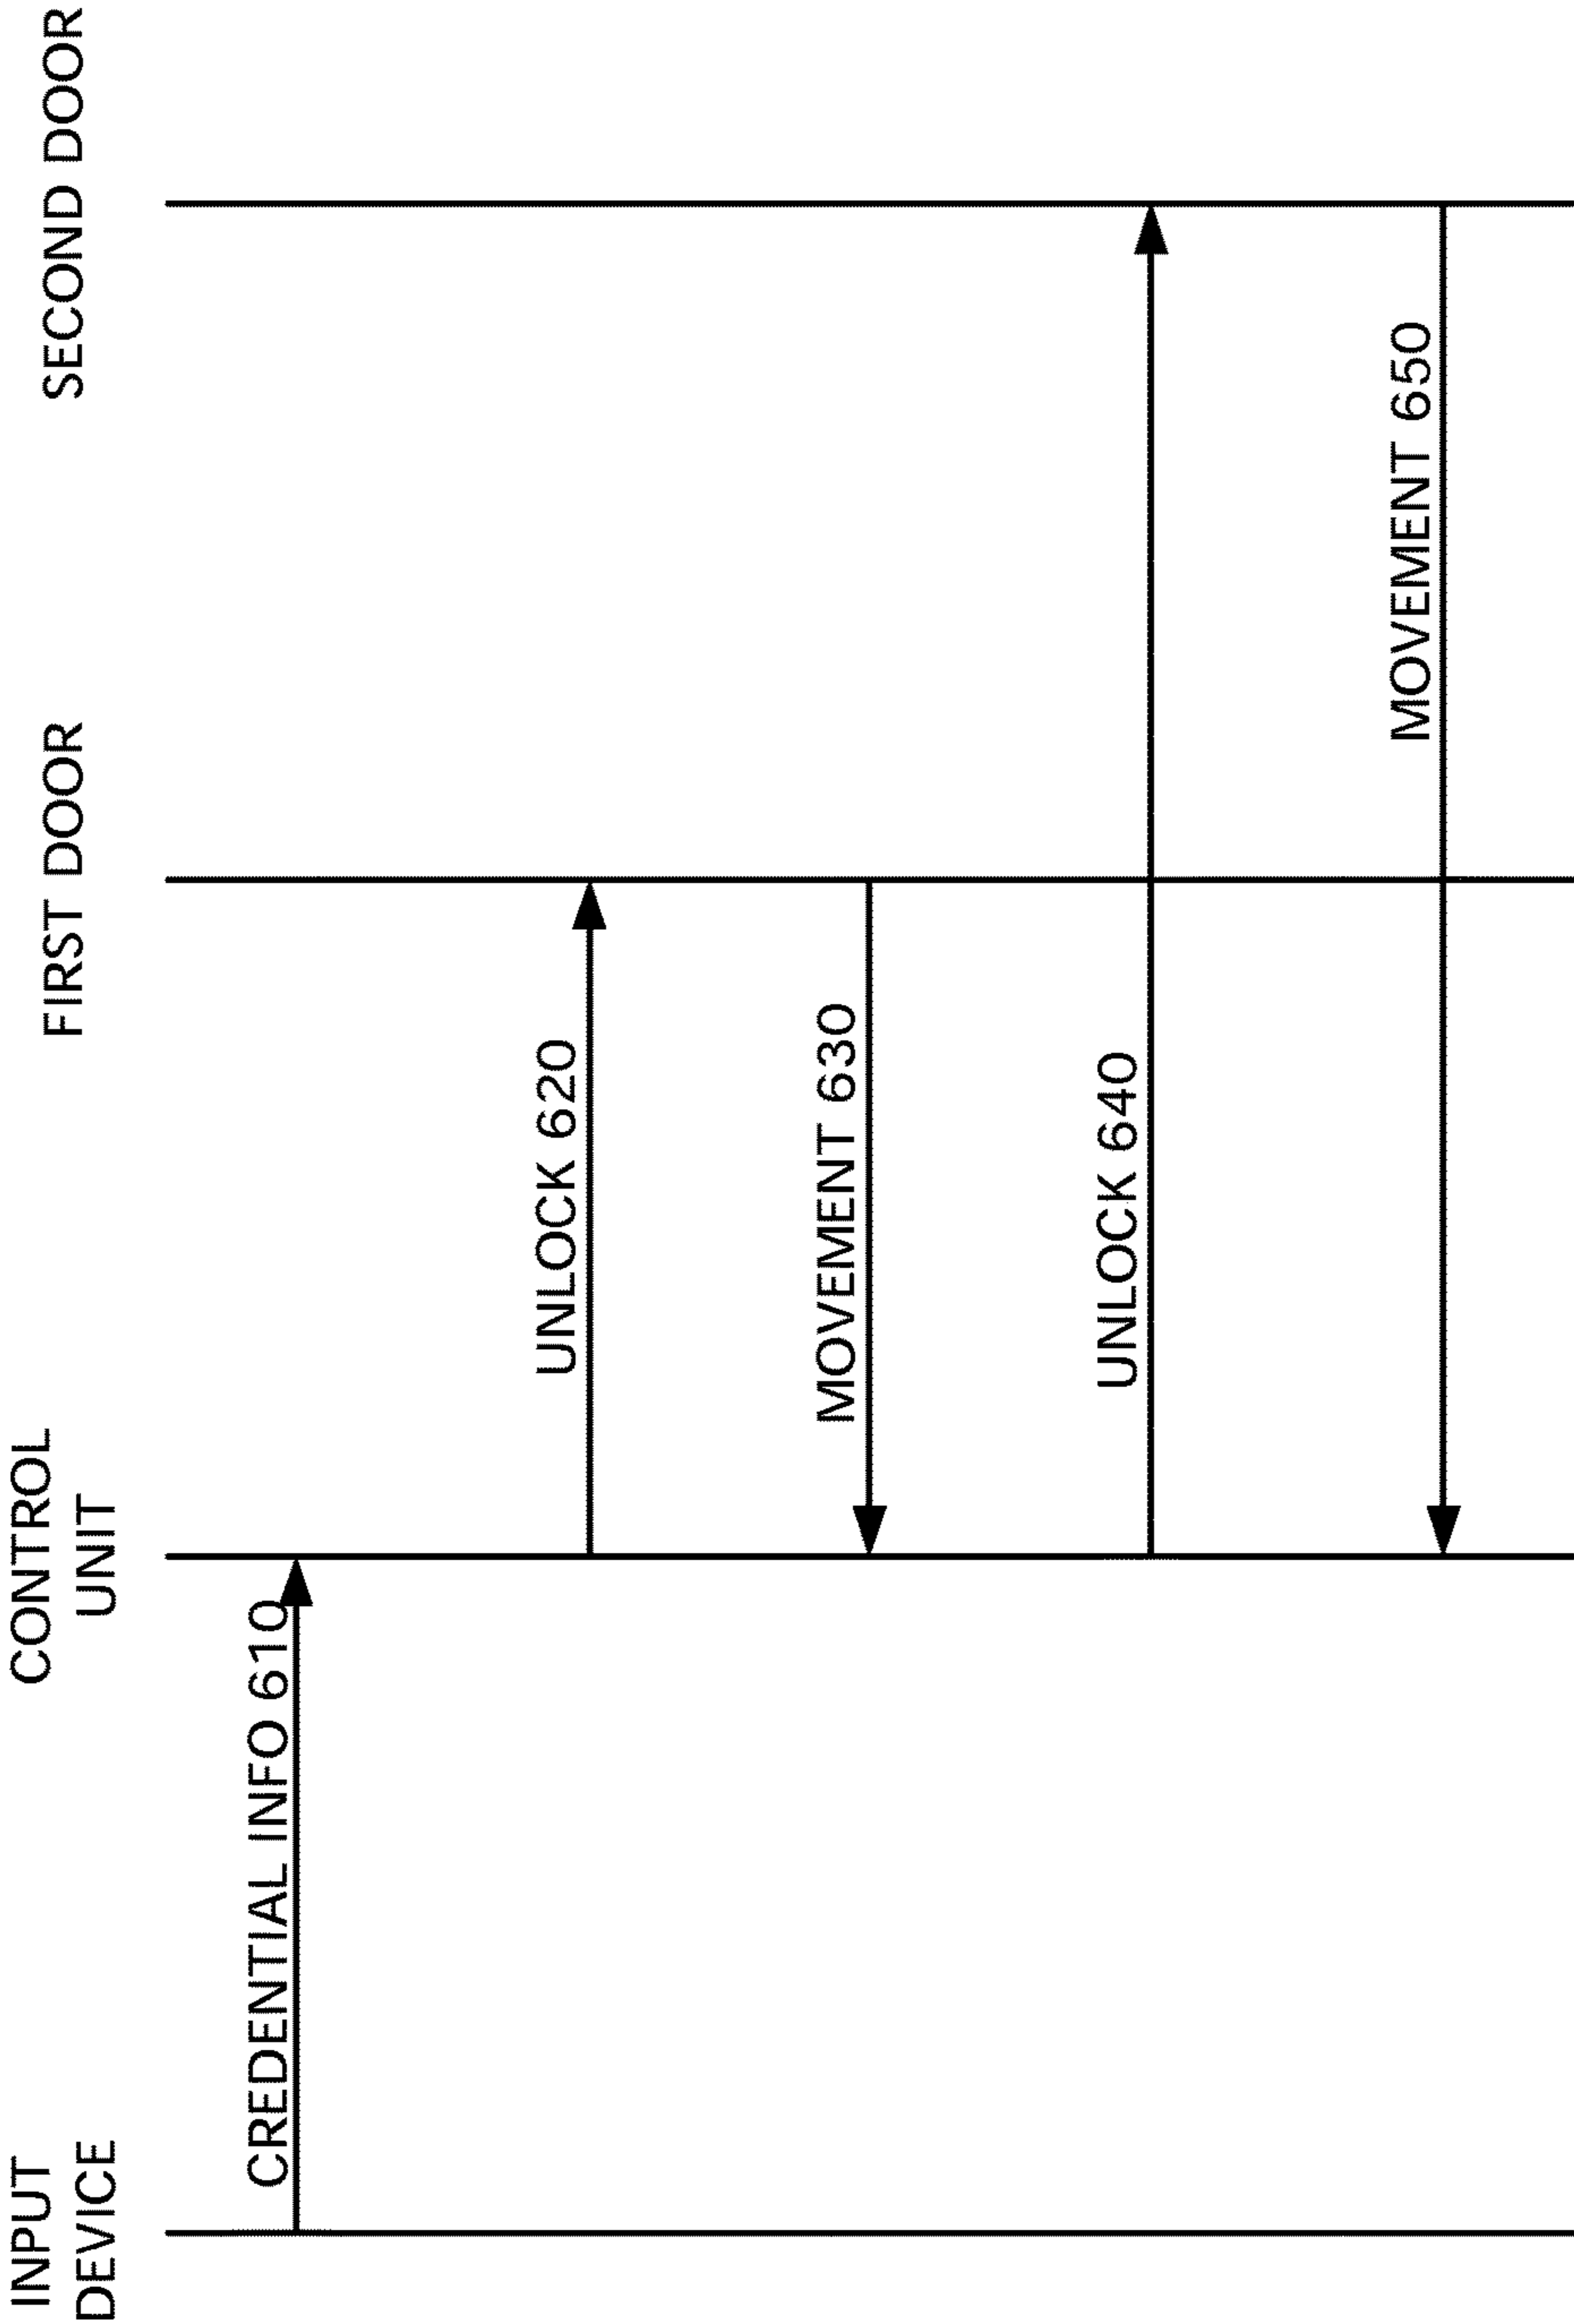 INPUT
DEVICE
CONTROL
UNIT
FIRST DOOR
SECOND DOOR
CREDENTIAL INFO 610
UNLOCK 620
MOVEMENT 630
UNLOCK 640
MOVEMENT 650